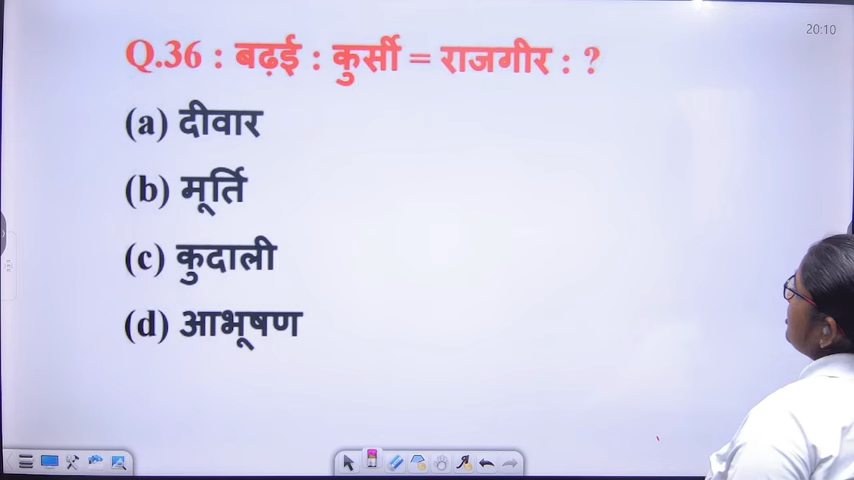 20:10
Q.36 : बढ़ई : कुर्सी = राजगीर : ?
(a) दीवार
(b) मूर्ति
(c) कुदाली
(d) आभूषण